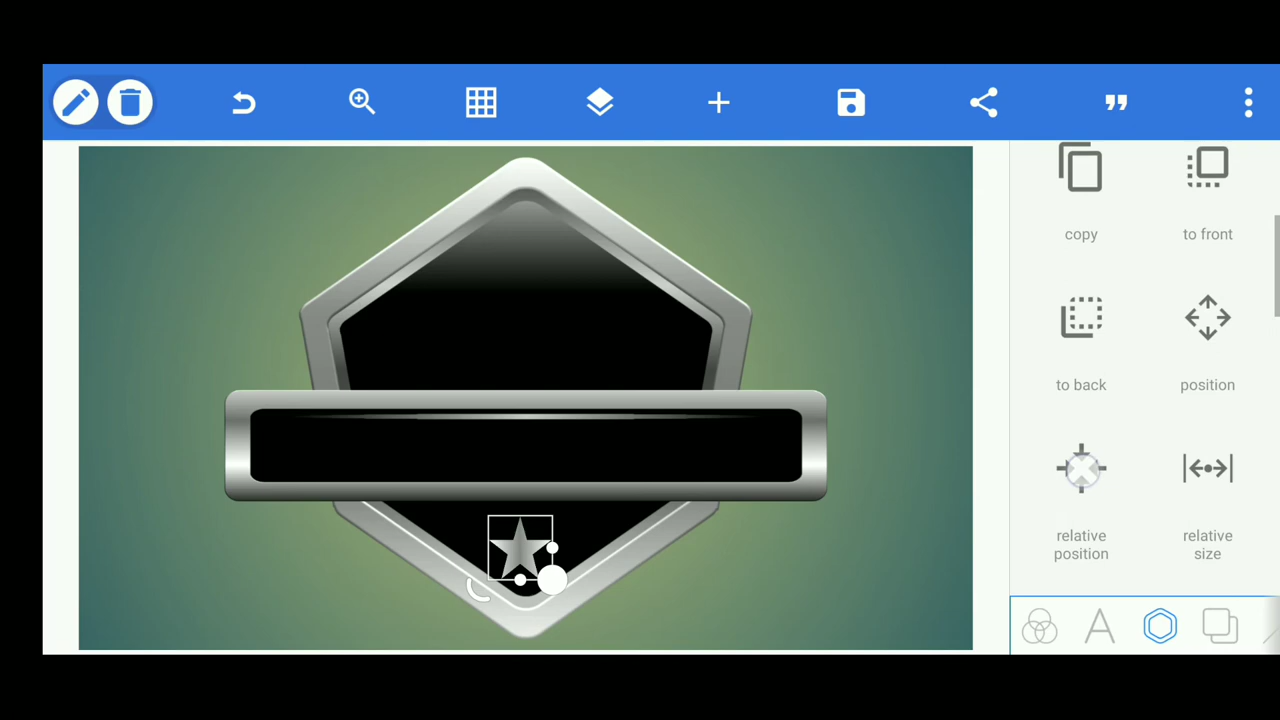 copy
to front
to back
position
relative
position
relative
size